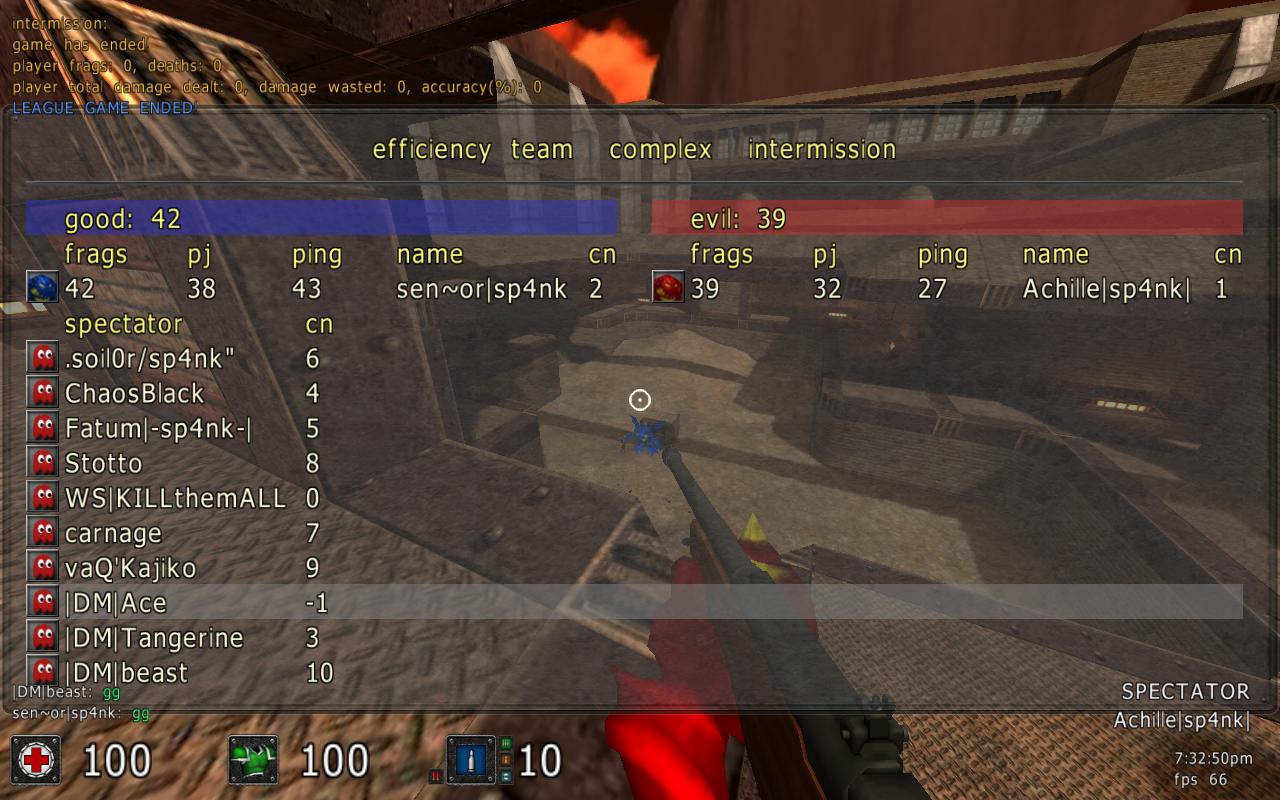 intermission:
game has ended!
player frags: 0, deaths: 0
player total damage dealt: 0, damage wasted: 0, accuracy(%): 0
LEAGUE GAME ENDED!
efficiency team complex intermission
good: 42 evil: 39
frags pj ping name cn frags pj ping name cn
42 38 43 sen~or|sp4nk 2 39 32 27 Achille|sp4nk| 1
spectator cn
.soil0r/sp4nk" 6
ChaosBlack 4
Fatum|-sp4nk-| 5
Stotto 8
WS|KILLthemALL 0
carnage 7
vaQ'Kajiko 9
|DM|Ace -1
|DM|Tangerine 3
|DM|beast 10
|DM|beast: gg
sen~or|sp4nk: gg
SPECTATOR
Achille|sp4nk|
100 100 10
7:32:50pm
fps 66